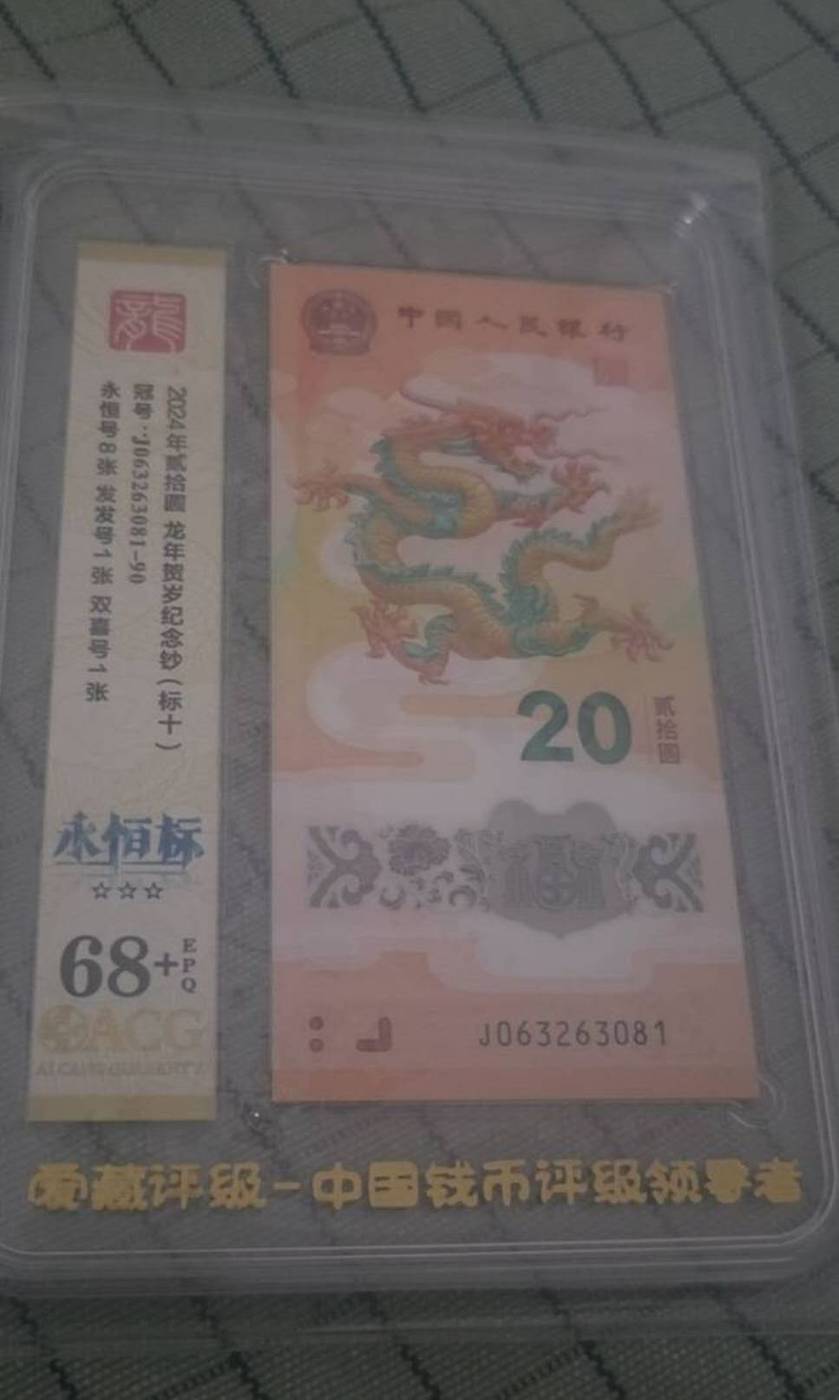 龍
2024年贰拾圆 龙年贺岁纪念钞(标十)
冠号:J063263081-90
永恒号8张 发发号1张 双喜号1张
永恒标
☆☆☆
68+
EPQ
ACG
中国人民银行
20
贰拾圆
J063263081
爱藏评级-中国钱币评级领导者